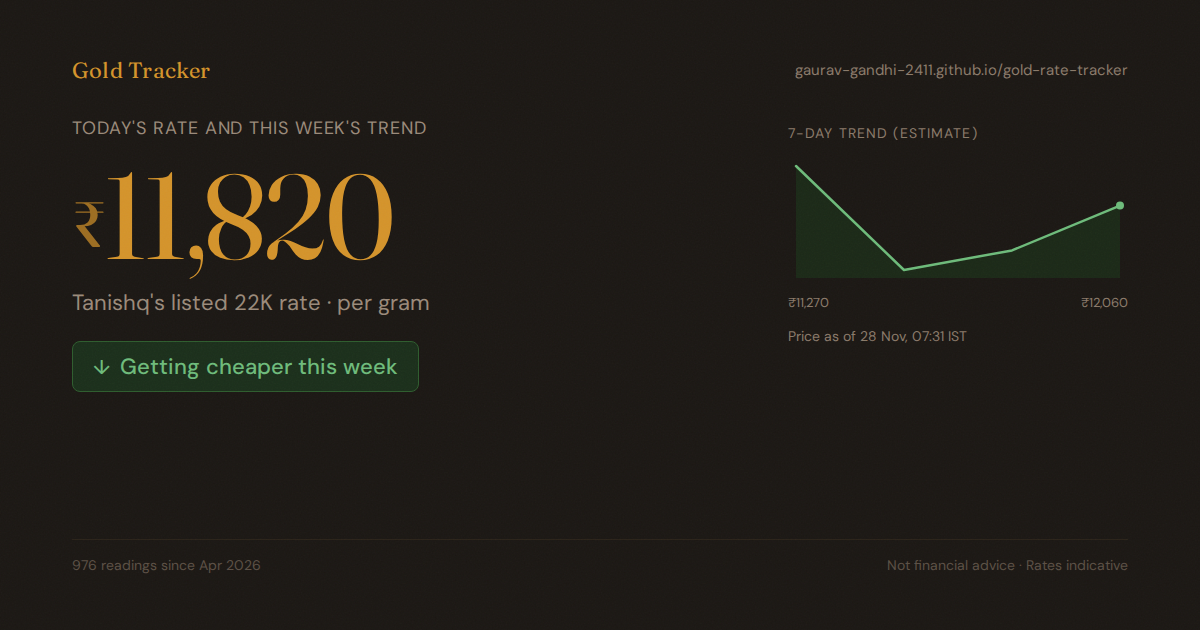 Gold Tracker
gaurav-gandhi-2411.github.io/gold-rate-tracker
TODAY'S RATE AND THIS WEEK'S TREND
₹11,820
Tanishq's listed 22K rate · per gram
↓ Getting cheaper this week
7-DAY TREND (ESTIMATE)
₹11,270
₹12,060
Price as of 28 Nov, 07:31 IST
976 readings since Apr 2026
Not financial advice · Rates indicative